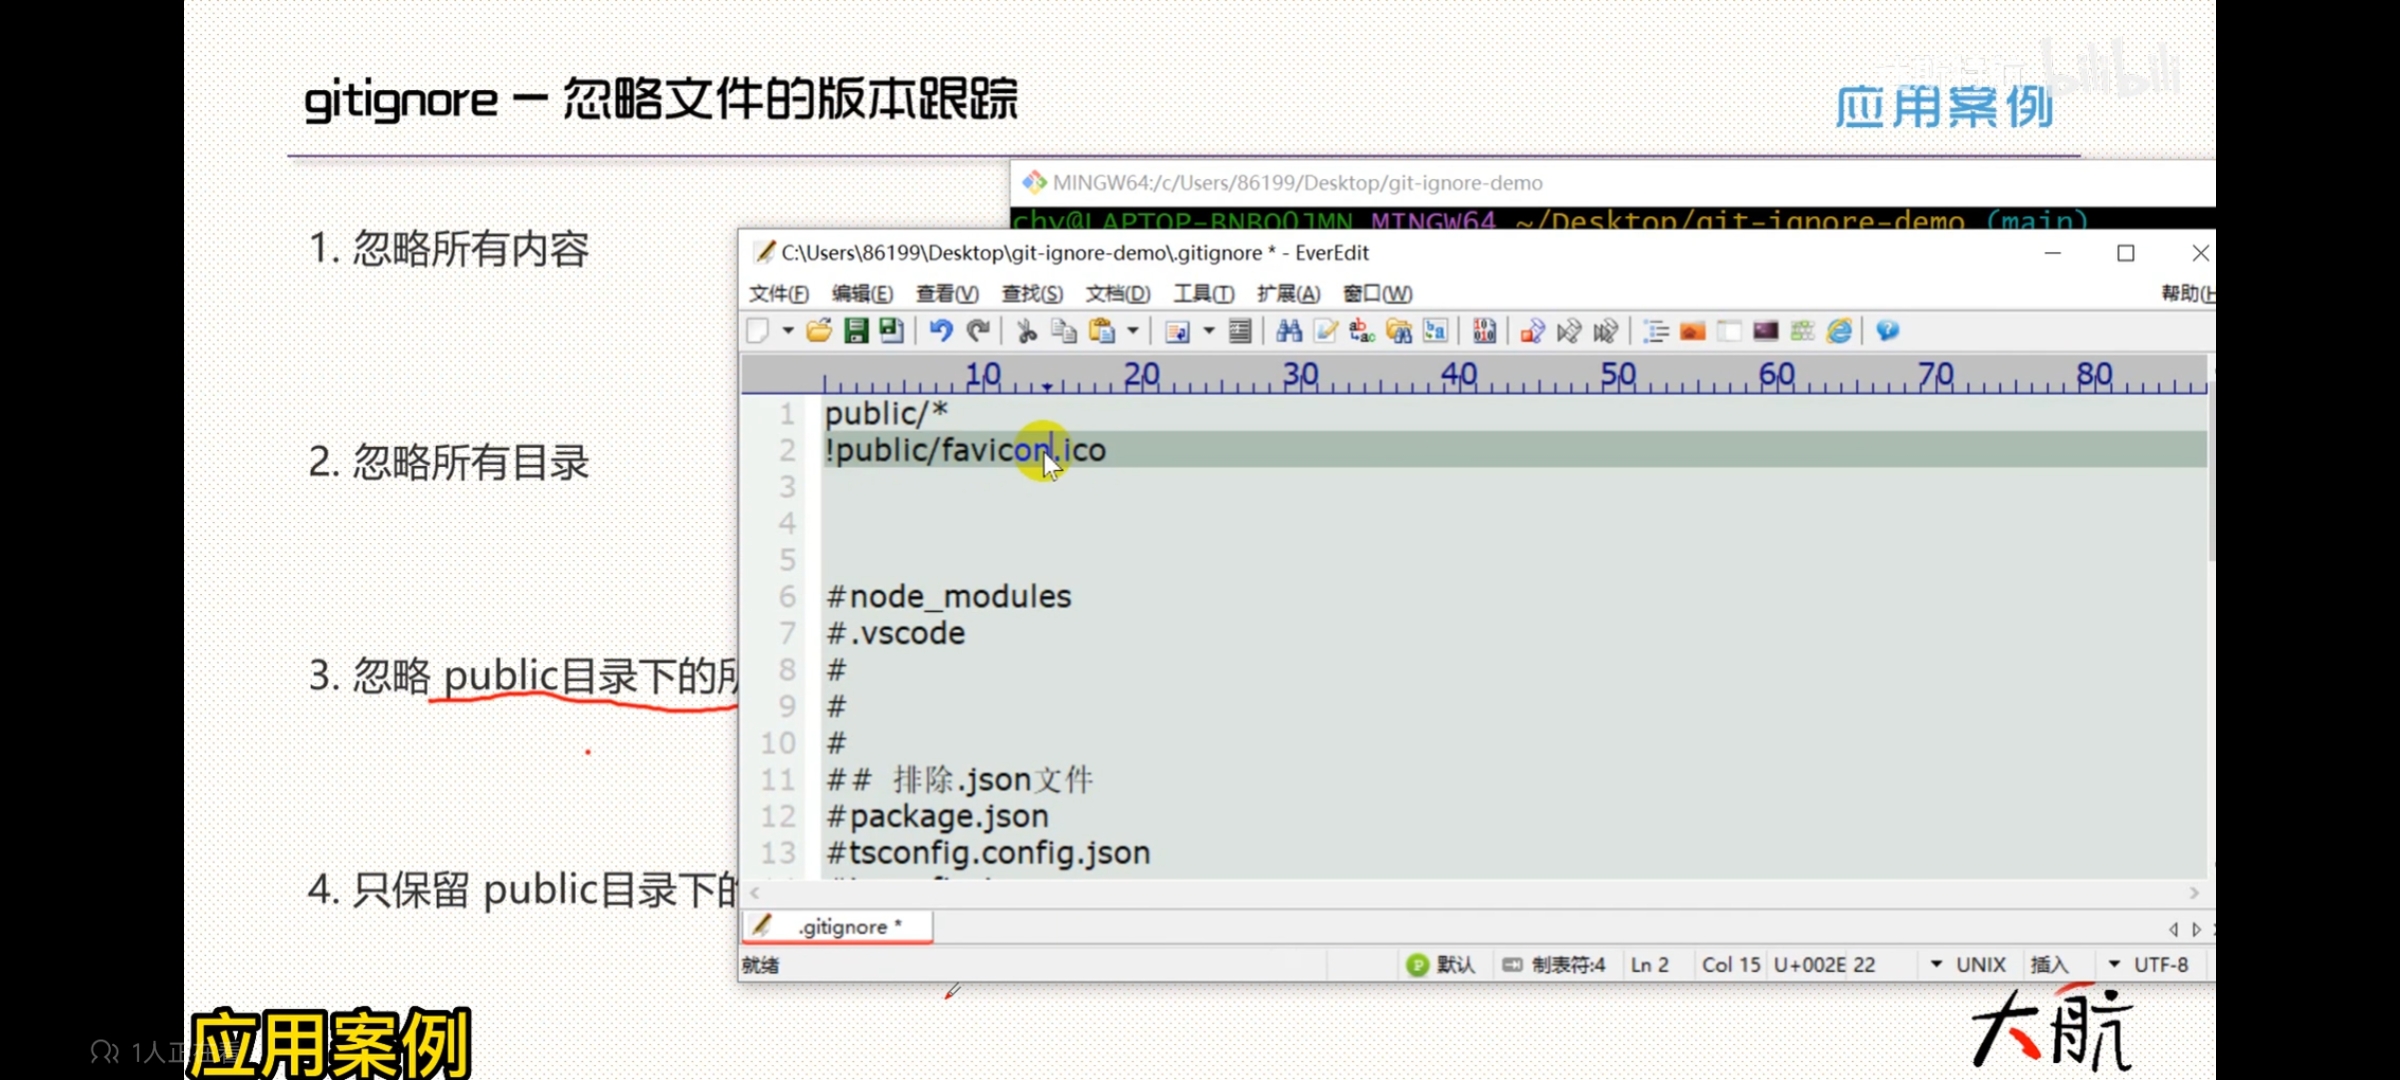 gitignore — 忽略文件的版本跟踪
bilibili
应用案例
MINGW64:/c/Users/86199/Desktop/git-ignore-demo
MINGW64 ~/Desktop/git-ignore-demo (main)
1. 忽略所有内容
C:\Users\86199\Desktop\git-ignore-demo\.gitignore * - EverEdit
文件(F) 编辑(E) 查看(V) 查找(S) 文档(D) 工具(T) 扩展(A) 窗口(W) 帮助(H
10 20 30 40 50 60 70 80
1 public/*
2 !public/favicon.ico
2. 忽略所有目录
3
4
5
6 #node_modules
7 #.vscode
3. 忽略 public目录下的所
8 #
9 #
10 #
11 ## 排除.json文件
12 #package.json
13 #tsconfig.config.json
4. 只保留 public目录下的
.gitignore *
就绪 默认 制表符:4 Ln 2 Col 15 U+002E 22 UNIX 插入 UTF-8
大航
应用案例
1人正在看